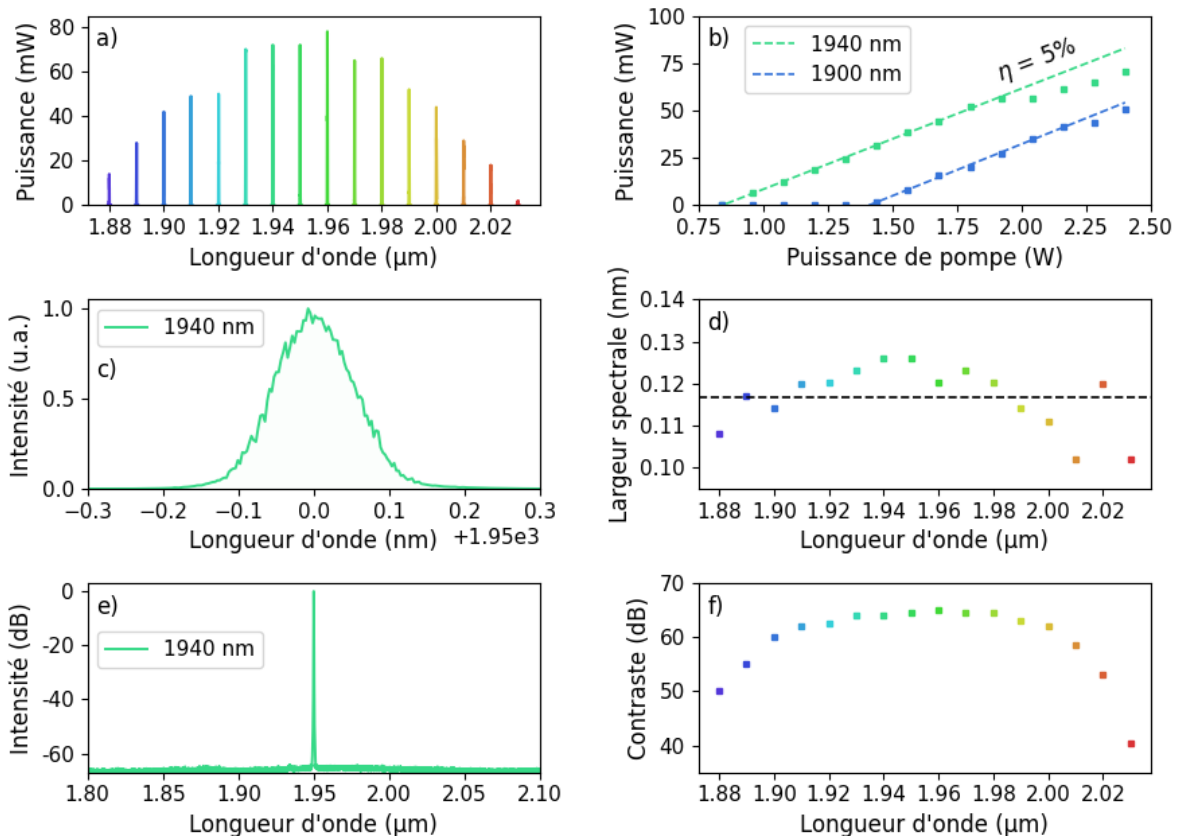 a)
80
60
40
20
0
Puissance (mW)
1.88 1.90 1.92 1.94 1.96 1.98 2.00 2.02
Longueur d'onde (μm)
b)
1940 nm
1900 nm
η = 5%
100
75
50
25
0
Puissance (mW)
0.75 1.00 1.25 1.50 1.75 2.00 2.25 2.50
Puissance de pompe (W)
1940 nm
c)
1.0
0.5
0.0
Intensité (u.a.)
−0.3 −0.2 −0.1 0.0 0.1 0.2 0.3
Longueur d'onde (nm) +1.95e3
d)
0.14
0.13
0.12
0.11
0.10
Largeur spectrale (nm)
1.88 1.90 1.92 1.94 1.96 1.98 2.00 2.02
Longueur d'onde (μm)
e)
1940 nm
0
-20
-40
-60
Intensité (dB)
1.80 1.85 1.90 1.95 2.00 2.05 2.10
Longueur d'onde (μm)
f)
70
60
50
40
Contraste (dB)
1.88 1.90 1.92 1.94 1.96 1.98 2.00 2.02
Longueur d'onde (μm)